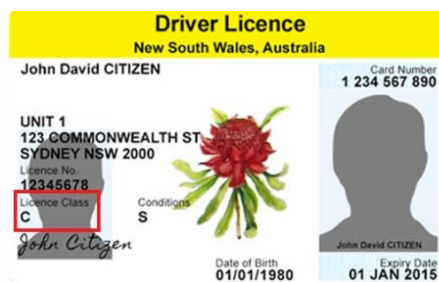 Driver Licence
New South Wales, Australia
John David CITIZEN
Card Number
1 234 567 890
UNIT 1
123 COMMONWEALTH ST
SYDNEY NSW 2000
Licence No.
12345678
Licence Class
C
Conditions
S
John Citizen
John David CITIZEN
Date of Birth
01/01/1980
Expiry Date
01 JAN 2015